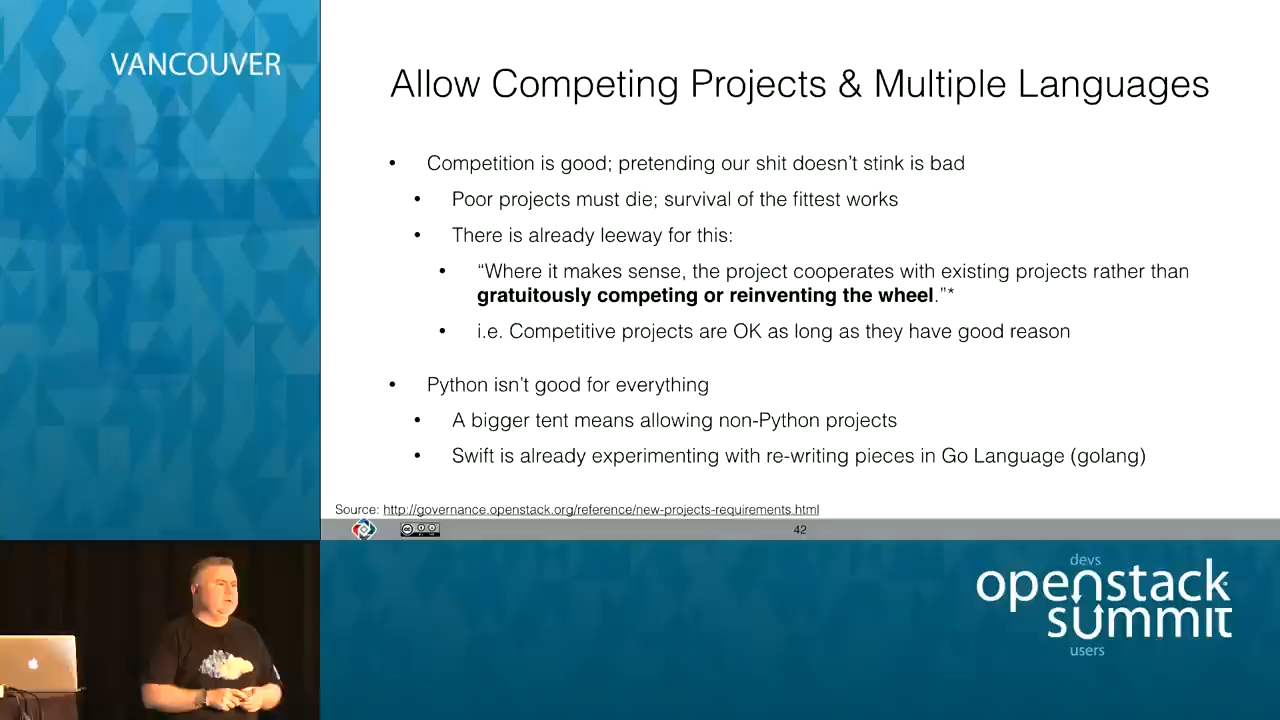 VANCOUVER
Allow Competing Projects & Multiple Languages
• Competition is good; pretending our shit doesn't stink is bad
• Poor projects must die; survival of the fittest works
• There is already leeway for this:
• “Where it makes sense, the project cooperates with existing projects rather than
gratuitously competing or reinventing the wheel.”*
• i.e. Competitive projects are OK as long as they have good reason
• Python isn't good for everything
• A bigger tent means allowing non-Python projects
• Swift is already experimenting with re-writing pieces in Go Language (golang)
Source: http://governance.openstack.org/reference/new-projects-requirements.html
42
devs
openstack
summit
users